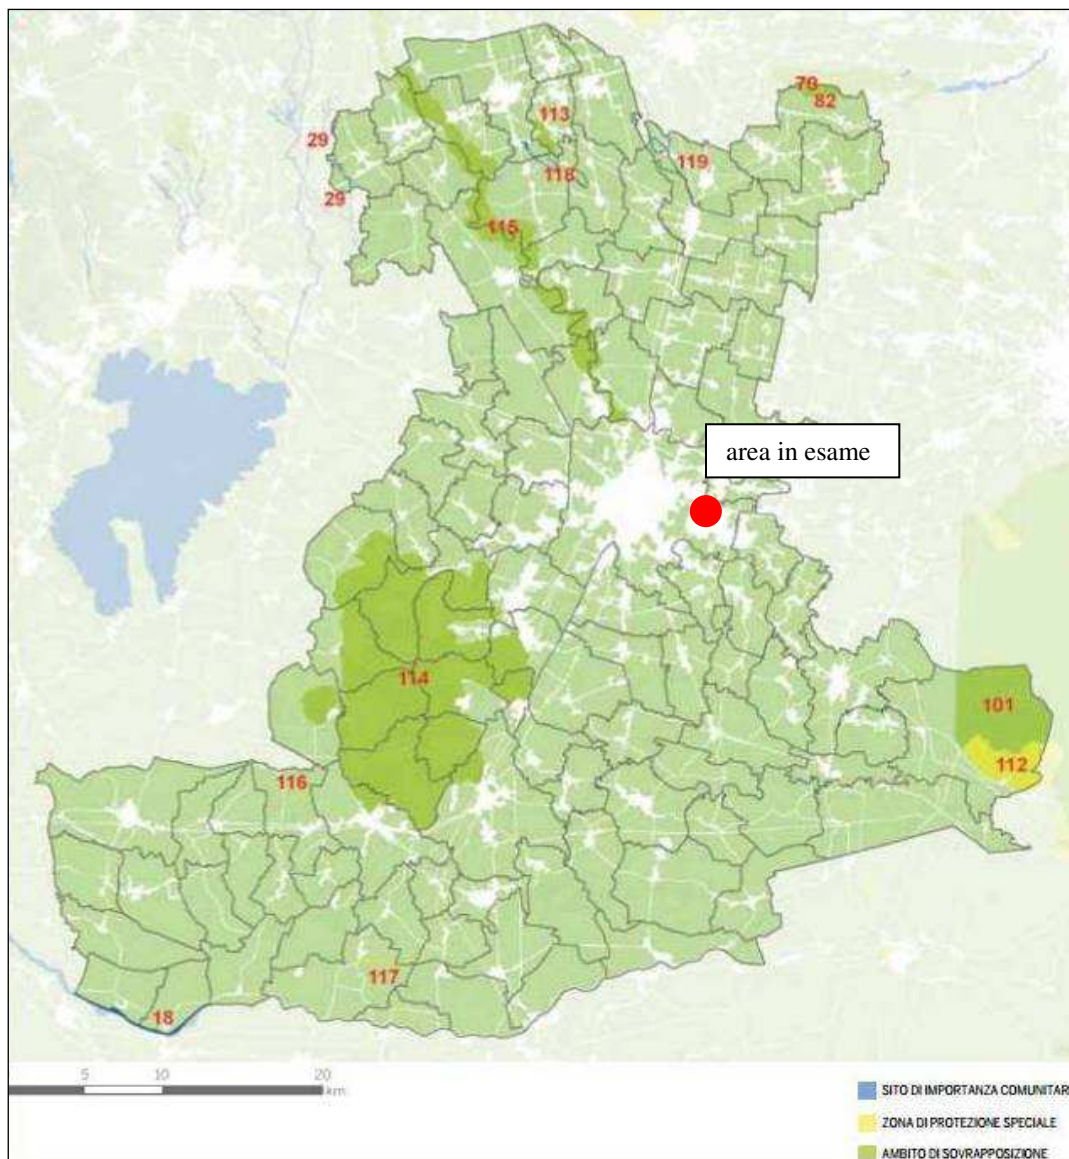 70
82
113
29
119
118
29
115
area in esame
114
101
112
116
117
18
5 10 20
km
SITO DI IMPORTANZA COMUNITAR
ZONA DI PROTEZIONE SPECIALE
AMBITO DI SOVRAPPOSIZIONE